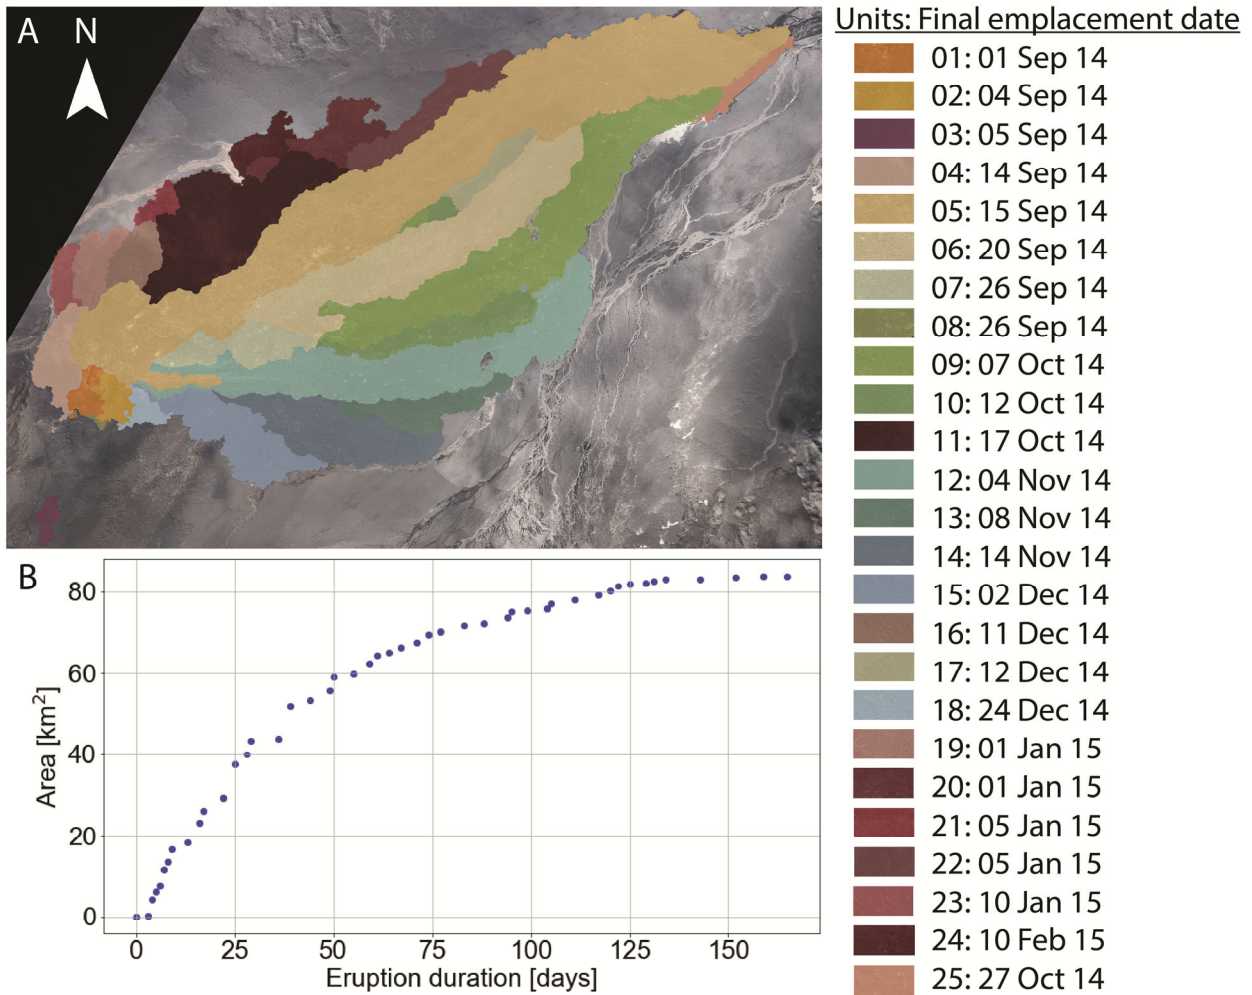 A N
Units: Final emplacement date
01: 01 Sep 14
02: 04 Sep 14
03: 05 Sep 14
04: 14 Sep 14
05: 15 Sep 14
06: 20 Sep 14
07: 26 Sep 14
08: 26 Sep 14
09: 07 Oct 14
10: 12 Oct 14
11: 17 Oct 14
12: 04 Nov 14
13: 08 Nov 14
14: 14 Nov 14
15: 02 Dec 14
16: 11 Dec 14
17: 12 Dec 14
18: 24 Dec 14
19: 01 Jan 15
20: 01 Jan 15
21: 05 Jan 15
22: 05 Jan 15
23: 10 Jan 15
24: 10 Feb 15
25: 27 Oct 14
B
80
60
40
20
0
Area [km²]
0 25 50 75 100 125 150
Eruption duration [days]